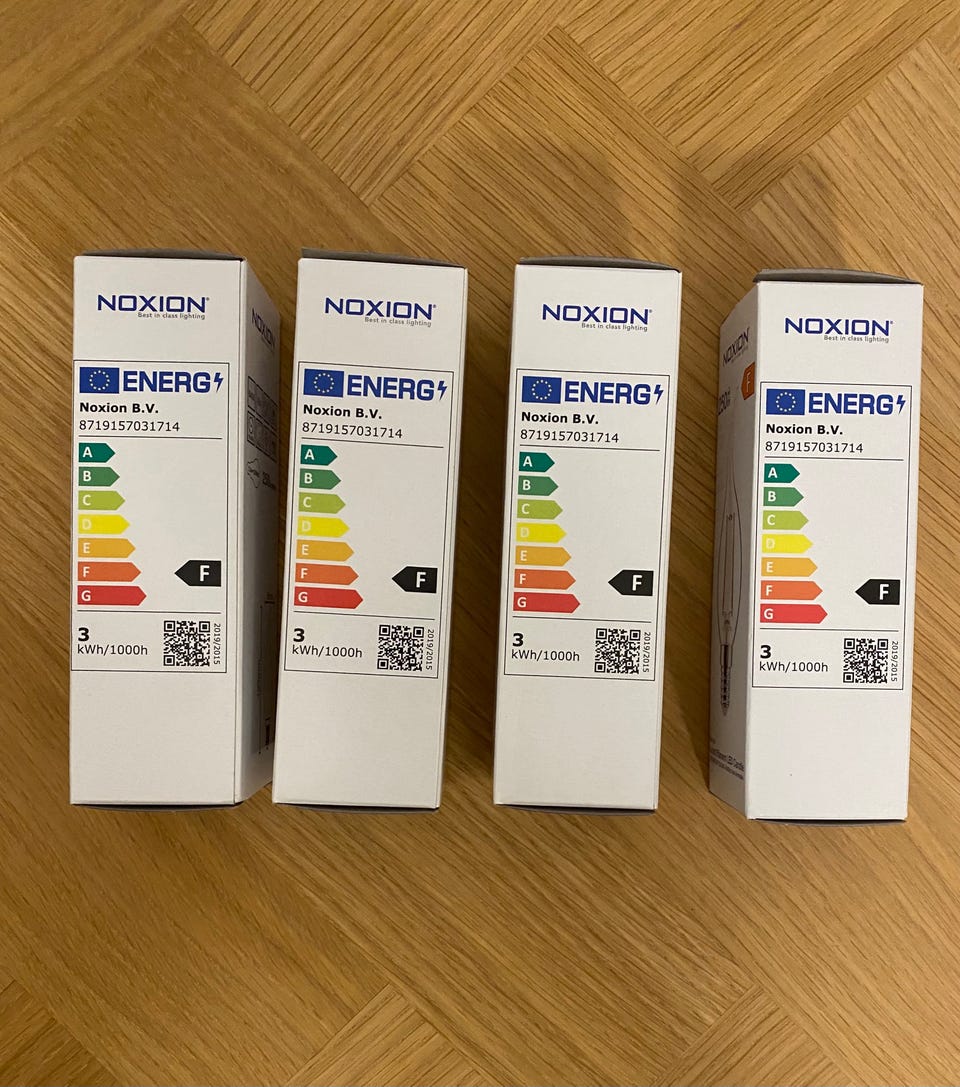 NOXION
Best in class lighting
ENERG
Noxion B.V.
8719157031714
A
B
C
D
E
F
G
F
3
kWh/1000h
2019/2015
NOXION
NOXION
Best in class lighting
ENERG
Noxion B.V.
8719157031714
A
B
C
D
E
F
G
F
3
kWh/1000h
2019/2015
NOXION
Best in class lighting
ENERG
Noxion B.V.
8719157031714
A
B
C
D
E
F
G
F
3
kWh/1000h
2019/2015
NOXION
F
NOXION
Best in class lighting
ENERG
Noxion B.V.
8719157031714
A
B
C
D
E
F
G
F
3
kWh/1000h
2019/2015